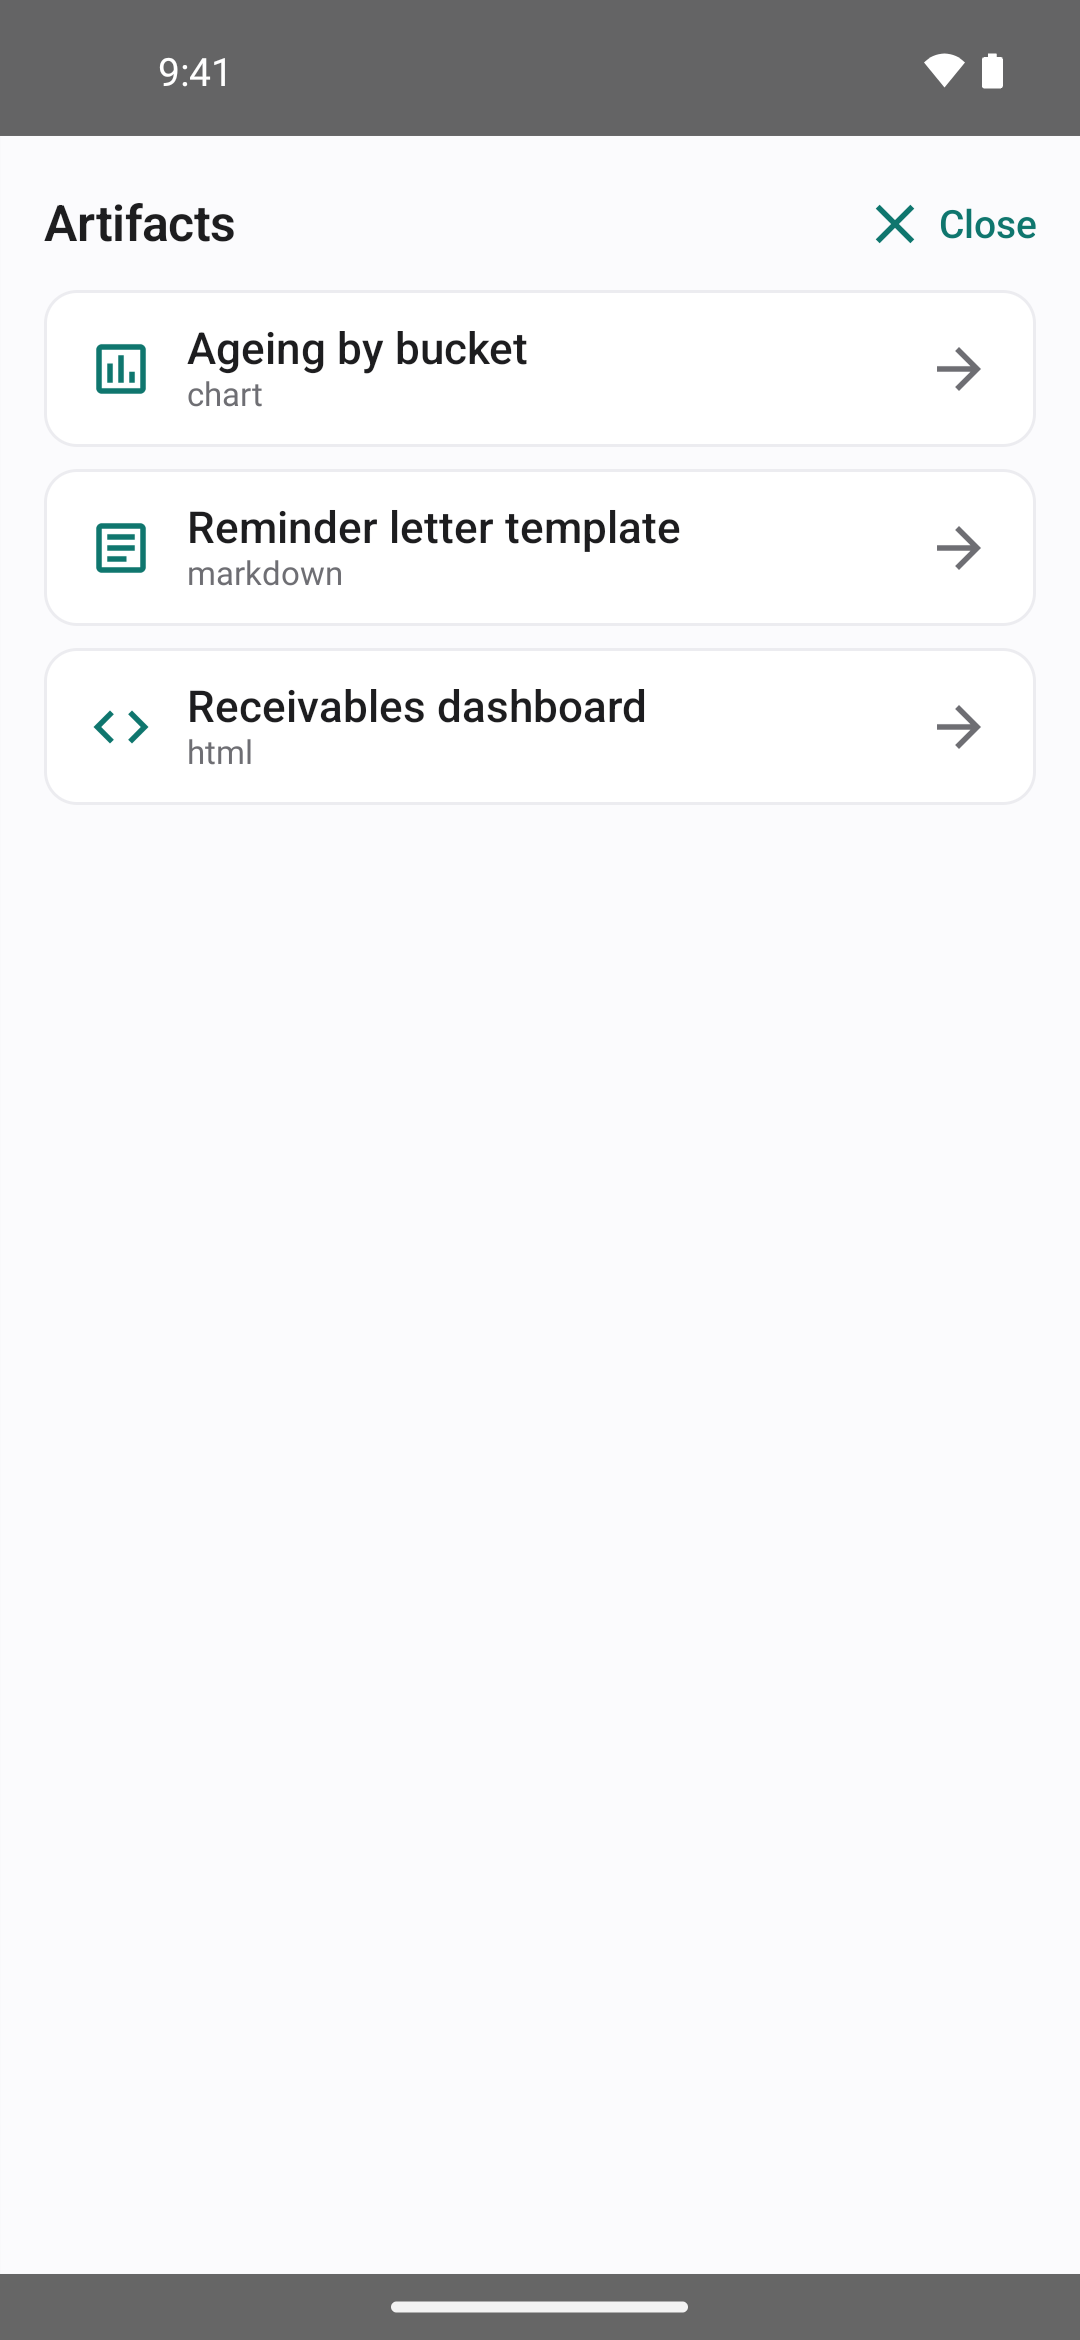 9:41
Artifacts
Close
Ageing by bucket
chart
Reminder letter template
markdown
Receivables dashboard
html